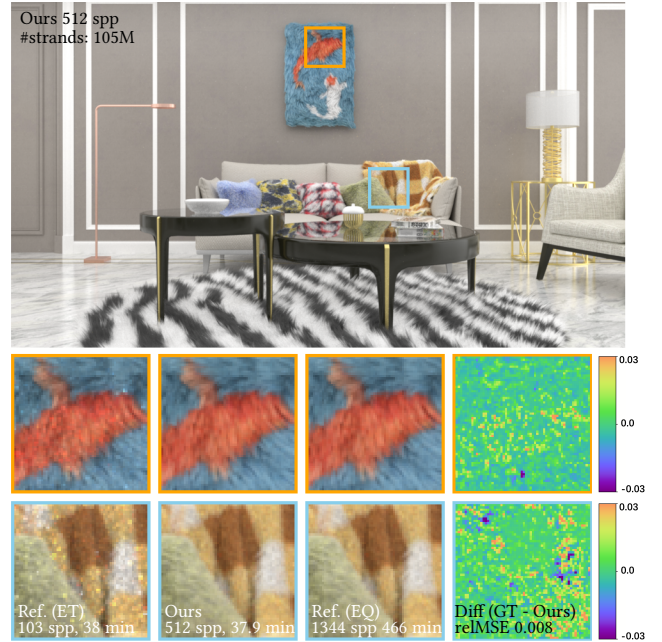 Ours 512 spp
#strands: 105M
0.03
0.0
-0.03
0.03
0.0
-0.03
Ref. (ET)
103 spp, 38 min
Ours
512 spp, 37.9 min
Ref. (EQ)
1344 spp 466 min
Diff (GT - Ours)
relMSE 0.008